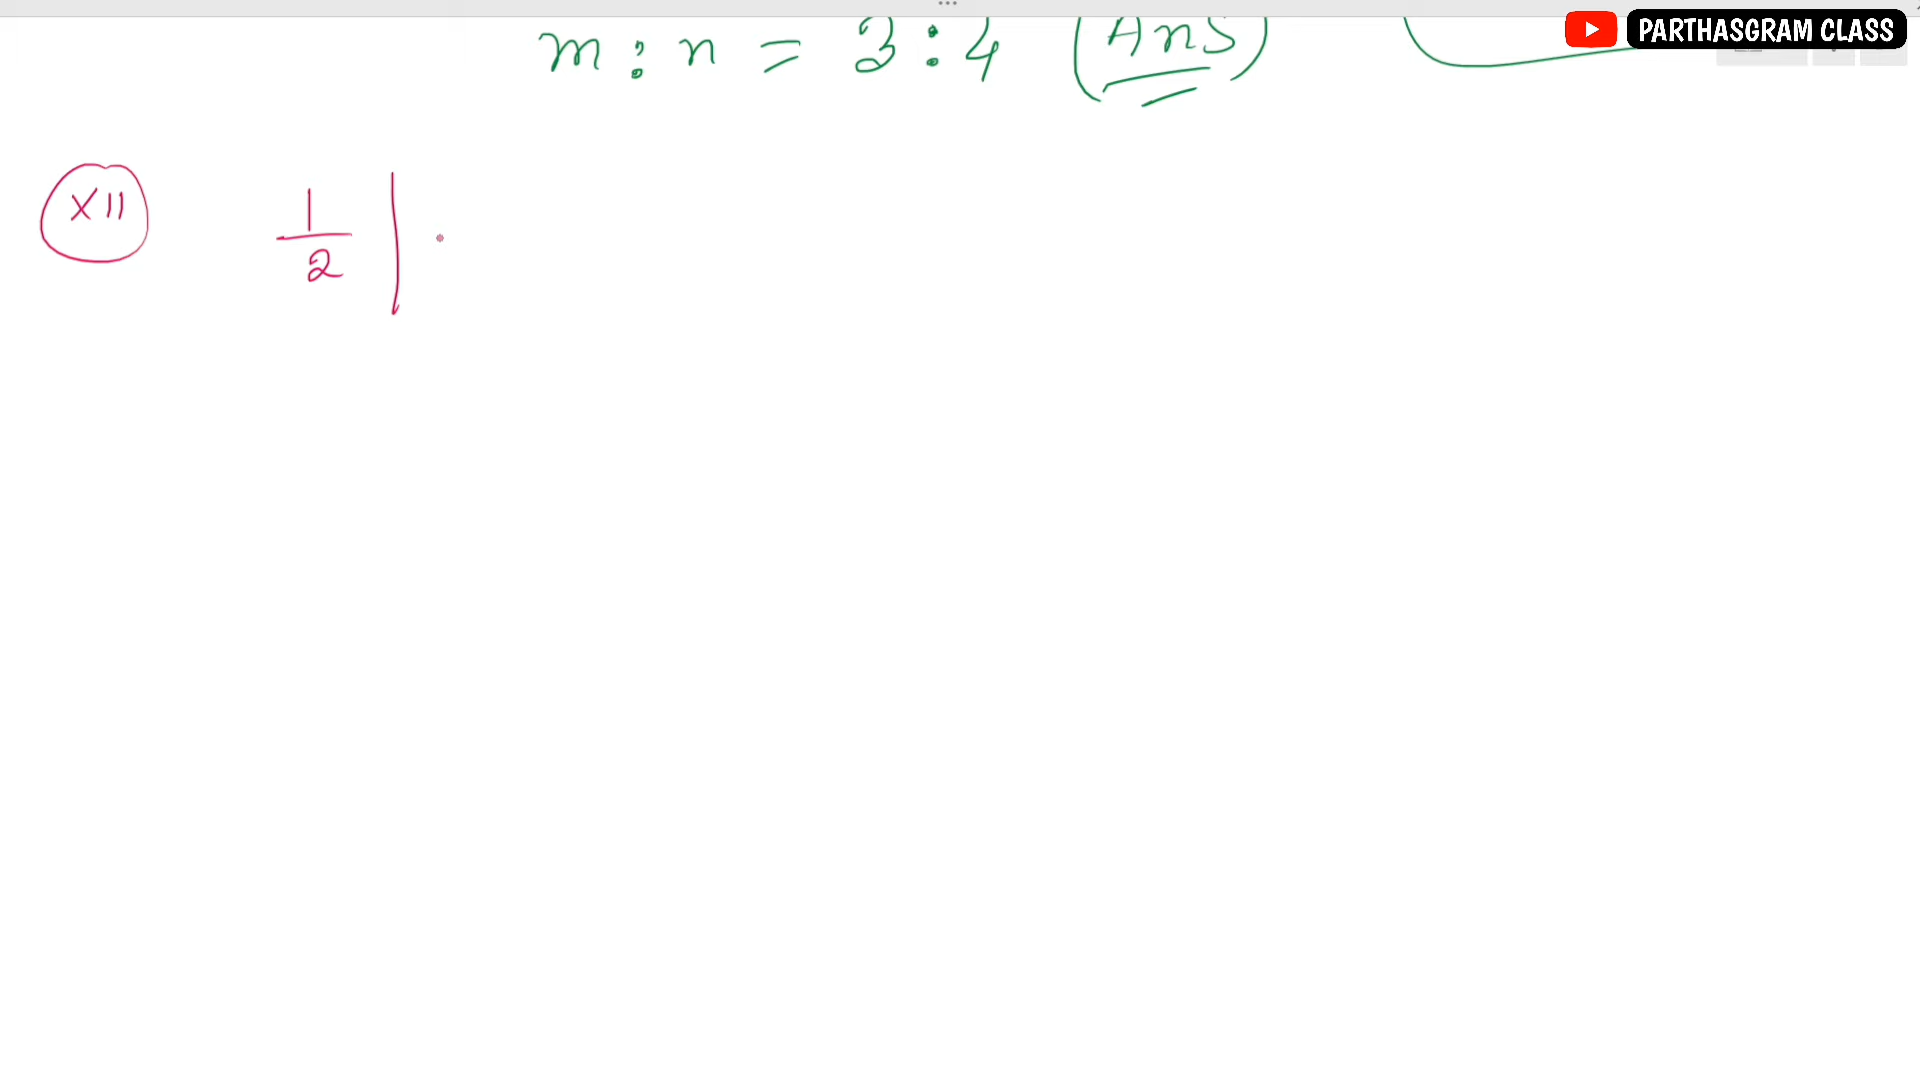 m : n = 3 : 4 (Ans)
PARTHASGRAM CLASS
XII 1/2 |